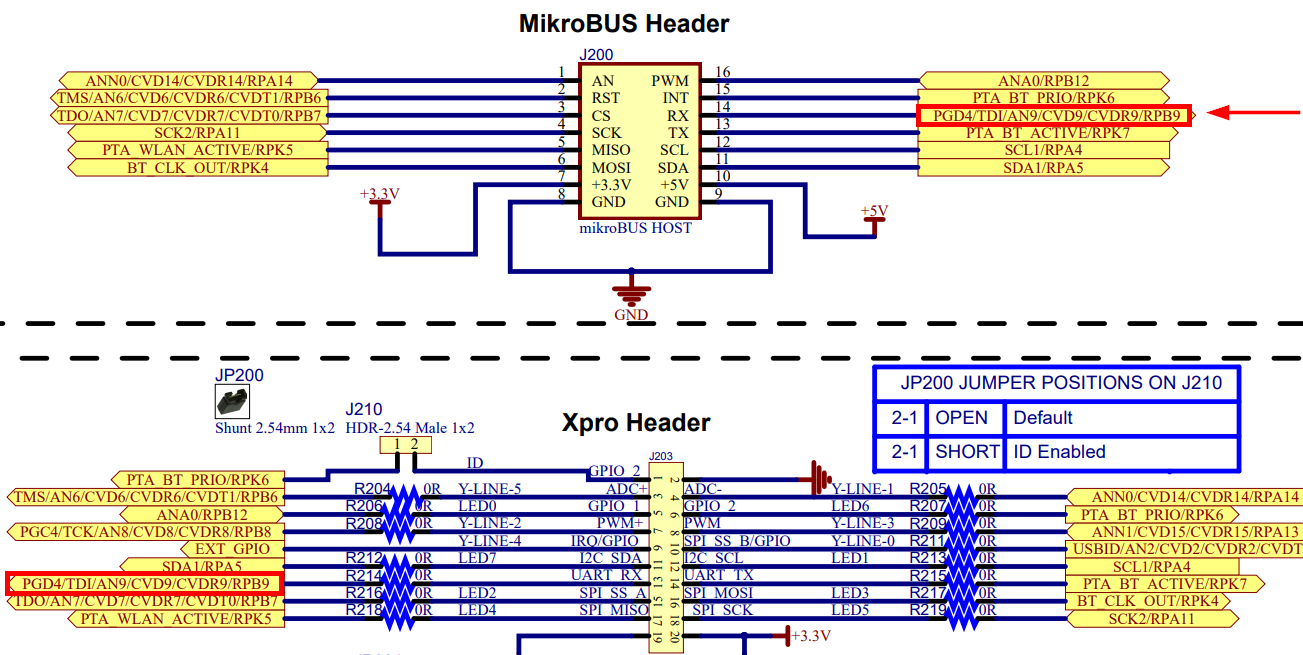 MikroBUS Header
J200
ANN0/CVD14/CVDR14/RPA14 1 AN PWM 16 ANA0/RPB12
TMS/AN6/CVD6/CVDR6/CVDT1/RPB6 2 RST INT 15 PTA_BT_PRIO/RPK6
TDO/AN7/CVD7/CVDR7/CVDT0/RPB7 3 CS RX 14 PGD4/TDI/AN9/CVD9/CVDR9/RPB9
SCK2/RPA11 4 SCK TX 13 PTA_BT_ACTIVE/RPK7
PTA_WLAN_ACTIVE/RPK5 5 MISO SCL 12 SCL1/RPA4
BT_CLK_OUT/RPK4 6 MOSI SDA 11 SDA1/RPA5
7 +3.3V +5V 10
+3.3V 8 GND GND 9
+5V
mikroBUS HOST
GND
JP200
JP200 JUMPER POSITIONS ON J210
J210
Shunt 2.54mm 1x2 HDR-2.54 Male 1x2
Xpro Header
2-1 OPEN Default
2-1 SHORT ID Enabled
1 2
J203
ID
PTA_BT_PRIO/RPK6 GPIO_2 1 2
TMS/AN6/CVD6/CVDR6/CVDT1/RPB6 R204 0R Y-LINE-5 ADC+ 3 4 ADC- Y-LINE-1 R205 0R ANN0/CVD14/CVDR14/RPA14
ANA0/RPB12 R206 0R LED0 GPIO_1 5 6 GPIO_2 LED6 R207 0R PTA_BT_PRIO/RPK6
PGC4/TCK/AN8/CVD8/CVDR8/RPB8 R208 0R Y-LINE-2 PWM+ 7 8 PWM Y-LINE-3 R209 0R ANN1/CVD15/CVDR15/RPA13
EXT_GPIO Y-LINE-4 IRQ/GPIO 9 10 SPI_SS_B/GPIO Y-LINE-0 R211 0R USBID/AN2/CVD2/CVDR2/CVDT
SDA1/RPA5 R212 0R LED7 I2C_SDA 11 12 I2C_SCL LED1 R213 0R SCL1/RPA4
PGD4/TDI/AN9/CVD9/CVDR9/RPB9 R214 0R UART_RX 13 14 UART_TX R215 0R PTA_BT_ACTIVE/RPK7
TDO/AN7/CVD7/CVDR7/CVDT0/RPB7 R216 0R LED2 SPI_SS_A 15 16 SPI_MOSI LED3 R217 0R BT_CLK_OUT/RPK4
PTA_WLAN_ACTIVE/RPK5 R218 0R LED4 SPI_MISO 17 18 SPI_SCK LED5 R219 0R SCK2/RPA11
19 20 +3.3V